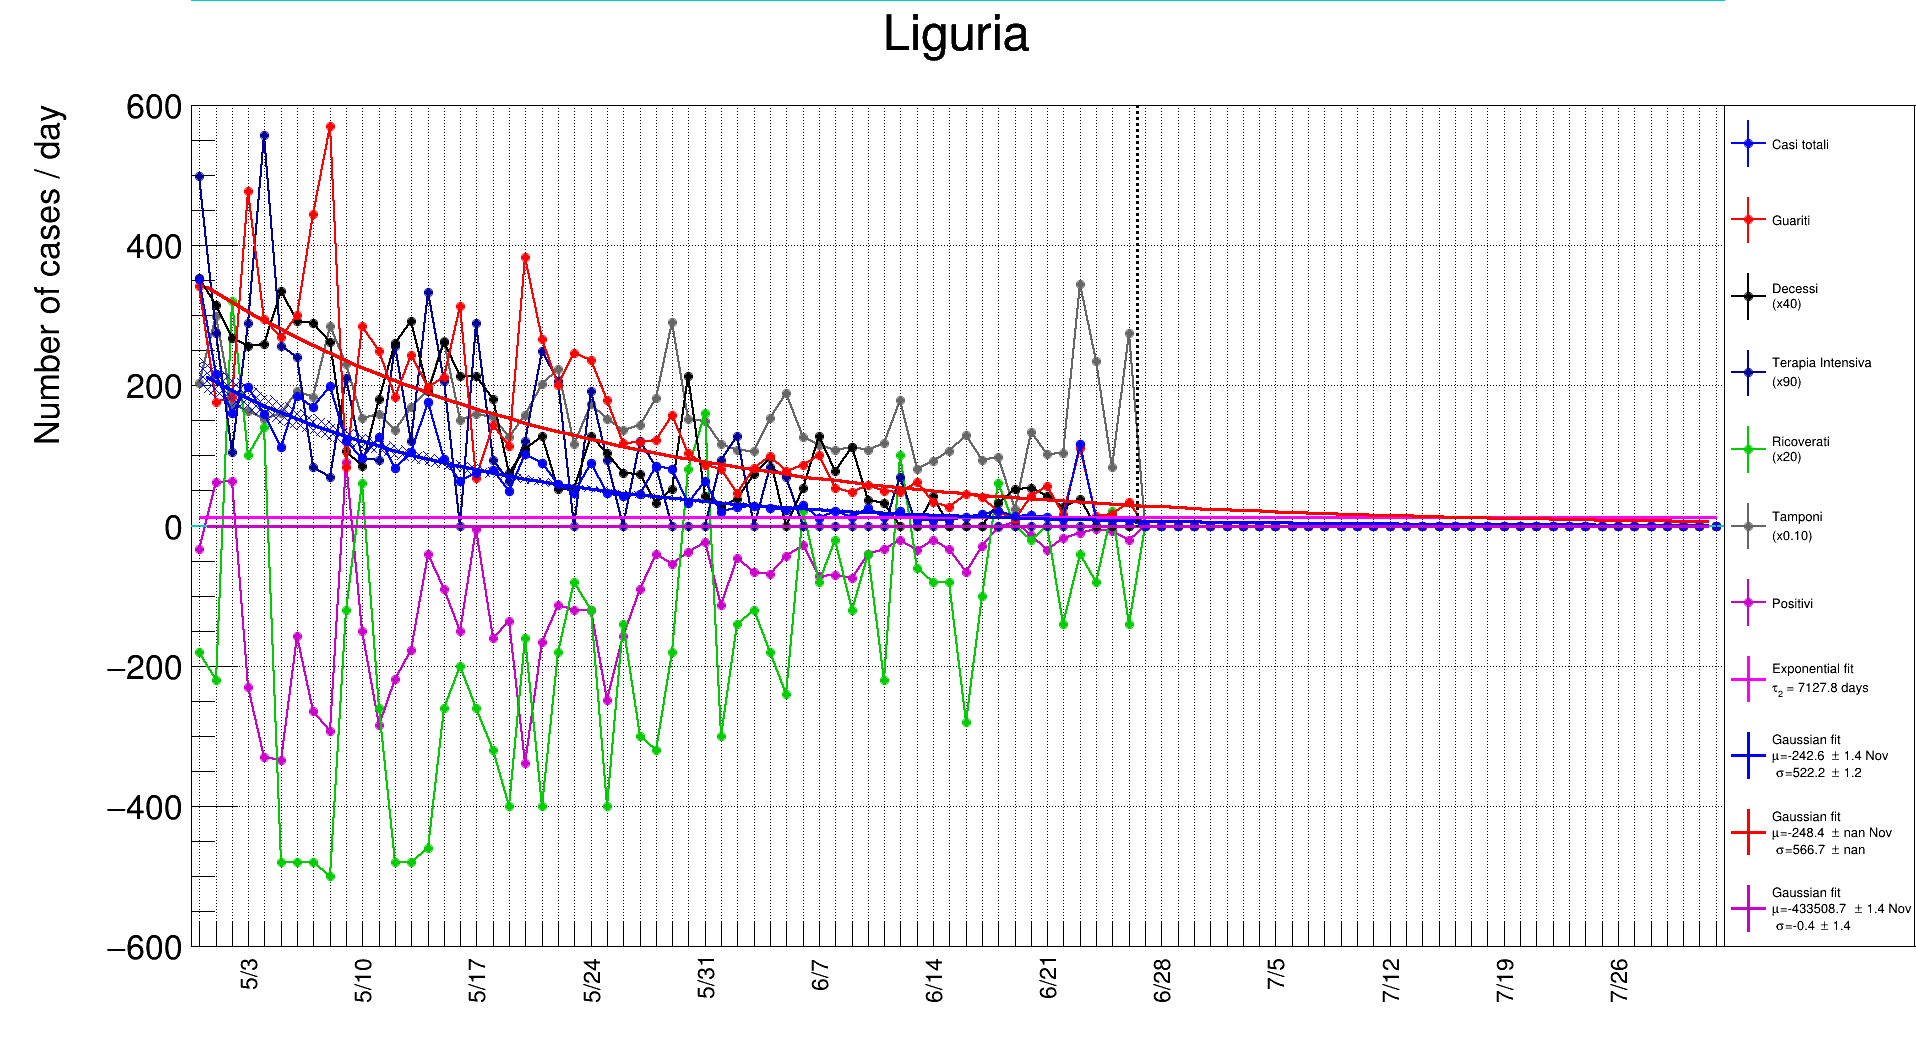 Liguria
Number of cases / day
600
400
200
0
−200
−400
−600
5/3
5/10
5/17
5/24
5/31
6/7
6/14
6/21
6/28
7/5
7/12
7/19
7/26
Casi totali
Guariti
Decessi
(x40)
Terapia Intensiva
(x90)
Ricoverati
(x20)
Tamponi
(x0.10)
Positivi
Exponential fit
τ2 = 7127.8 days
Gaussian fit
μ=-242.6 ± 1.4 Nov
σ=522.2 ± 1.2
Gaussian fit
μ=-248.4 ± nan Nov
σ=566.7 ± nan
Gaussian fit
μ=-433508.7 ± 1.4 Nov
σ=-0.4 ± 1.4